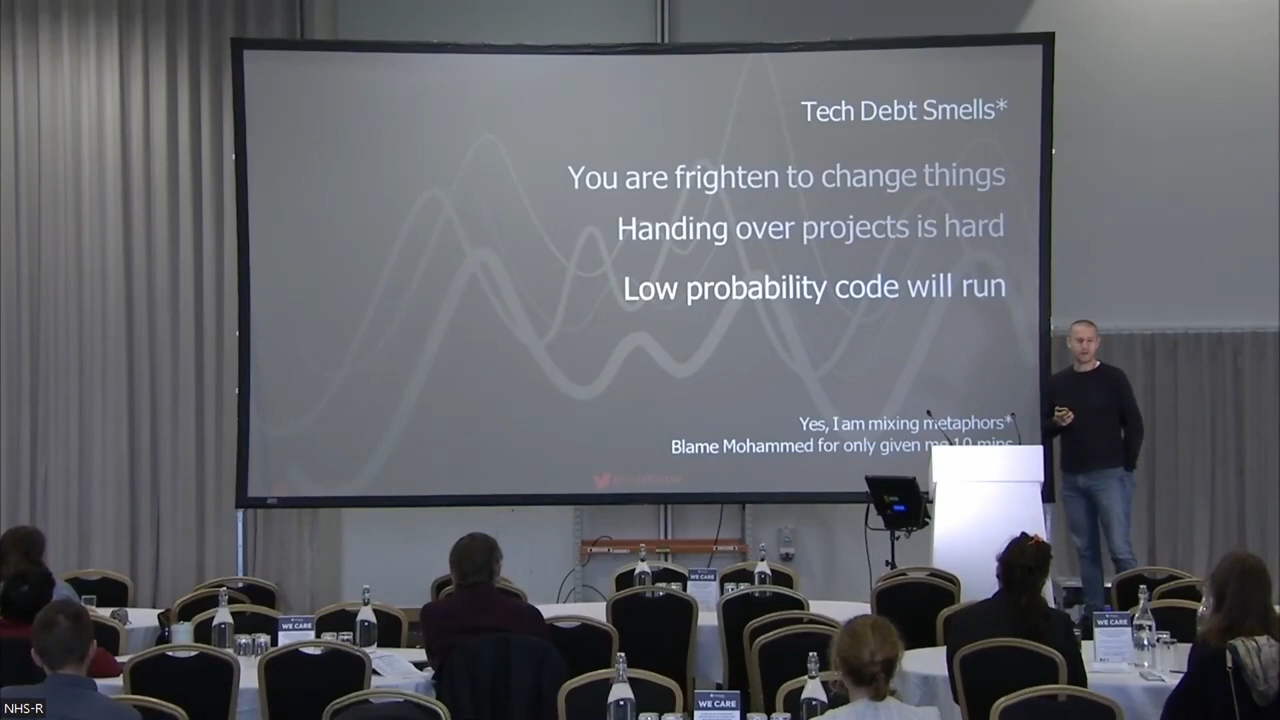 Tech Debt Smells*
You are frighten to change things
Handing over projects is hard
Low probability code will run
Yes, I am mixing metaphors*
Blame Mohammed for only given me 10 mins
WE CARE
WE CARE
WE CARE
WE CARE
NHS-R